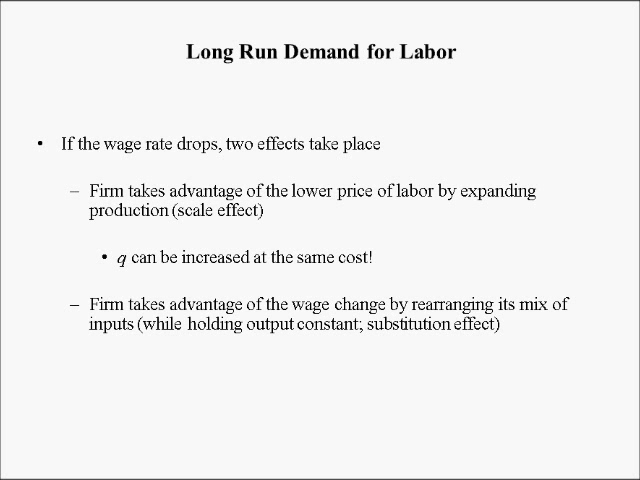 Long Run Demand for Labor
• If the wage rate drops, two effects take place
– Firm takes advantage of the lower price of labor by expanding
production (scale effect)
• q can be increased at the same cost!
– Firm takes advantage of the wage change by rearranging its mix of
inputs (while holding output constant; substitution effect)